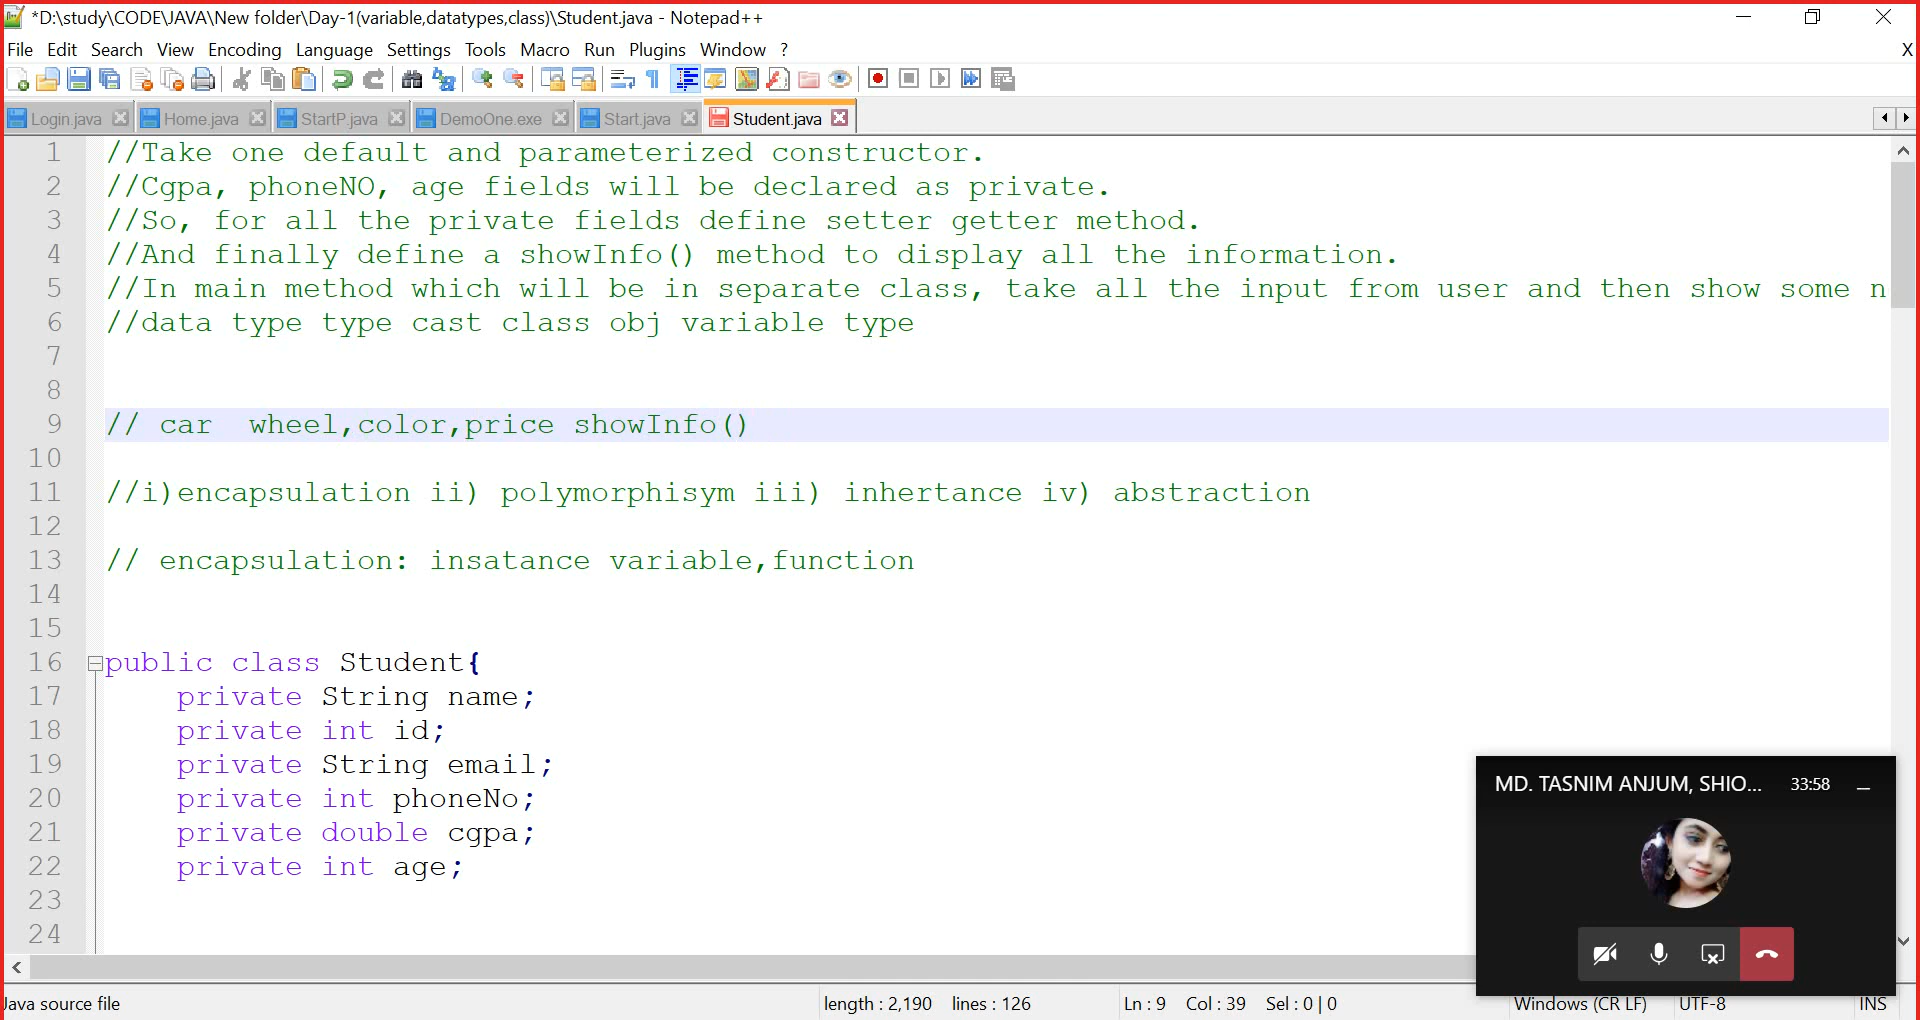 *D:\study\CODE\JAVA\New folder\Day-1(variable,datatypes,class)\Student.java - Notepad++
File Edit Search View Encoding Language Settings Tools Macro Run Plugins Window ? X
Login.java Home.java StartP.java DemoOne.exe Start.java Student.java
1 //Take one default and parameterized constructor.
2 //Cgpa, phoneNO, age fields will be declared as private.
3 //So, for all the private fields define setter getter method.
4 //And finally define a showInfo() method to display all the information.
5 //In main method which will be in separate class, take all the input from user and then show some n
6 //data type type cast class obj variable type
7
8
9 // car  wheel,color,price showInfo()
10
11 //i)encapsulation ii) polymorphisym iii) inhertance iv) abstraction
12
13 // encapsulation: insatance variable,function
14
15
16 public class Student{
17 private String name;
18 private int id;
19 private String email;
20 private int phoneNo;
21 private double cgpa;
22 private int age;
23
24
MD. TASNIM ANJUM, SHIO... 33:58
Java source file length : 2,190 lines : 126 Ln : 9 Col : 39 Sel : 0 | 0 Windows (CR LF) UTF-8 INS